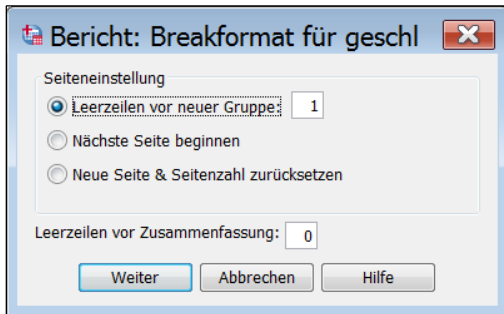 Bericht: Breakformat für geschl
Seiteneinstellung
Leerzeilen vor neuer Gruppe: 1
Nächste Seite beginnen
Neue Seite & Seitenzahl zurücksetzen
Leerzeilen vor Zusammenfassung: 0
Weiter Abbrechen Hilfe